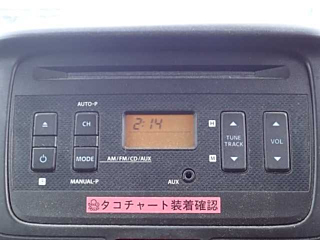 AUTO-P
CH
2:14
TUNE
TRACK
VOL
MODE
AM/FM/CD/AUX
MANUAL-P
AUX
タコチャート装着確認